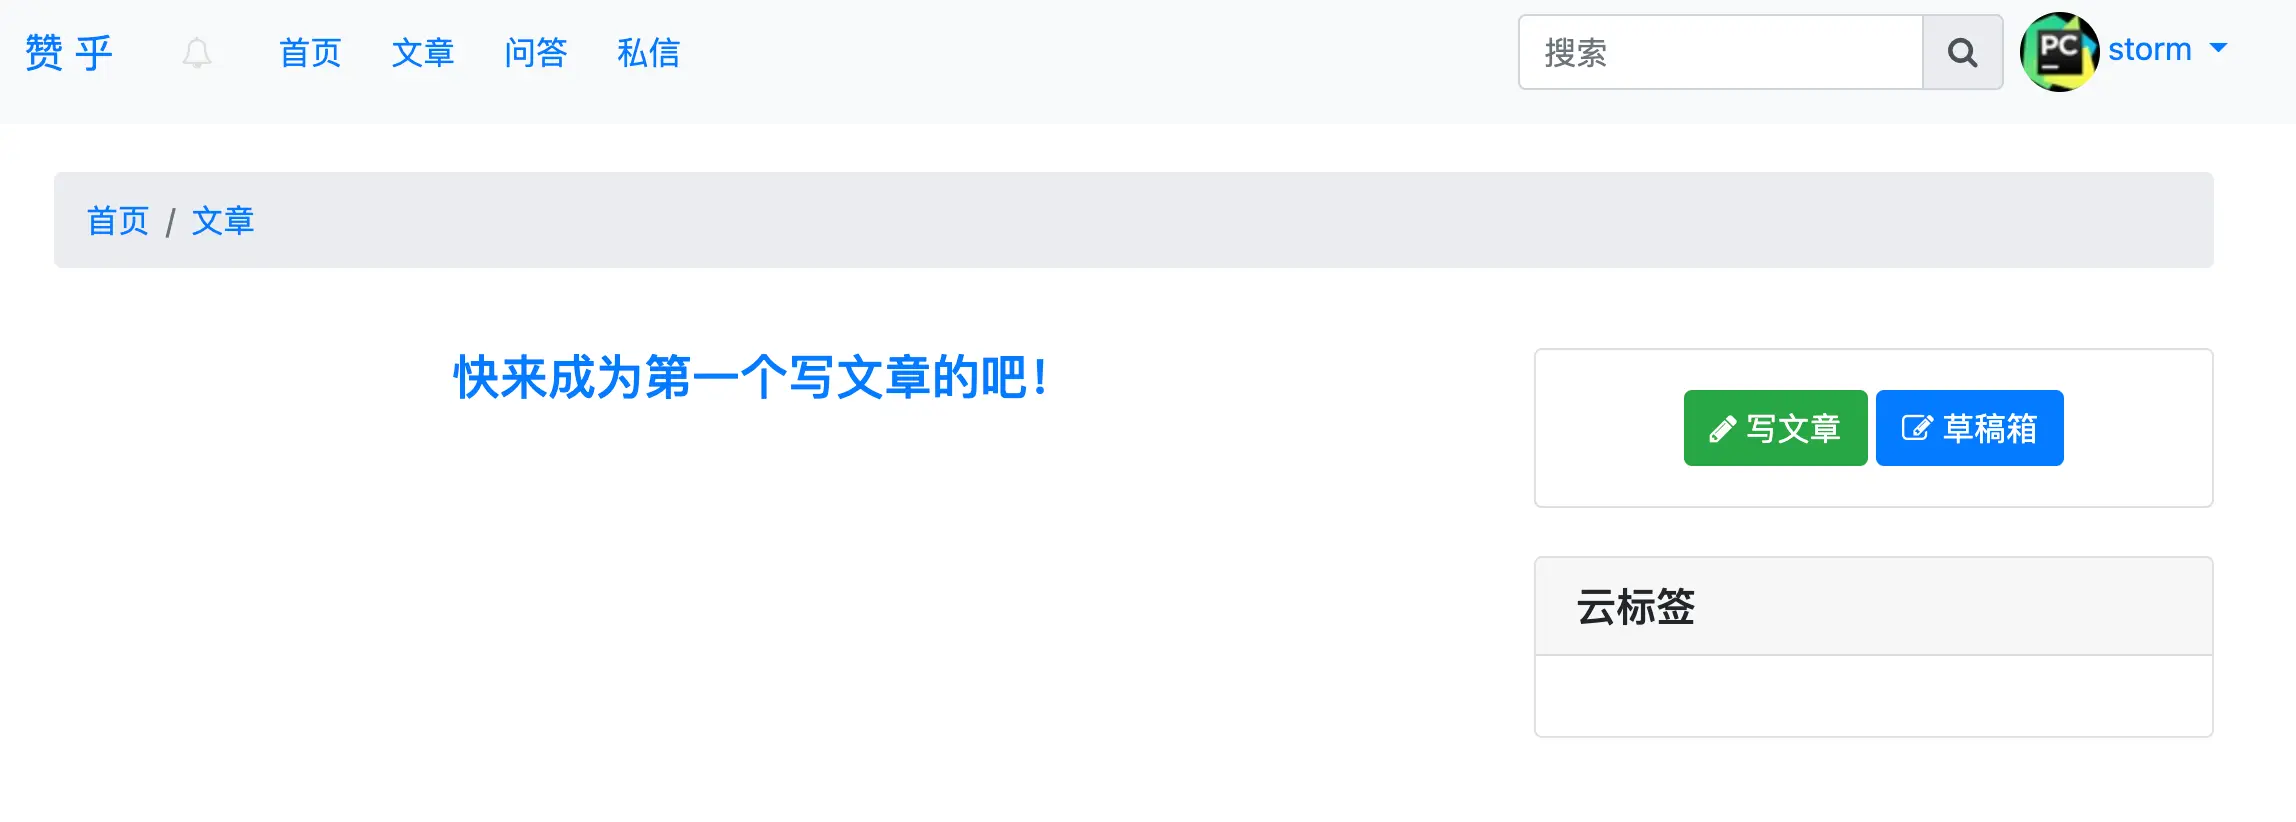 赞 乎 首页 文章 问答 私信 搜索 PC storm
首页 / 文章
快来成为第一个写文章的吧！
写文章 草稿箱
云标签